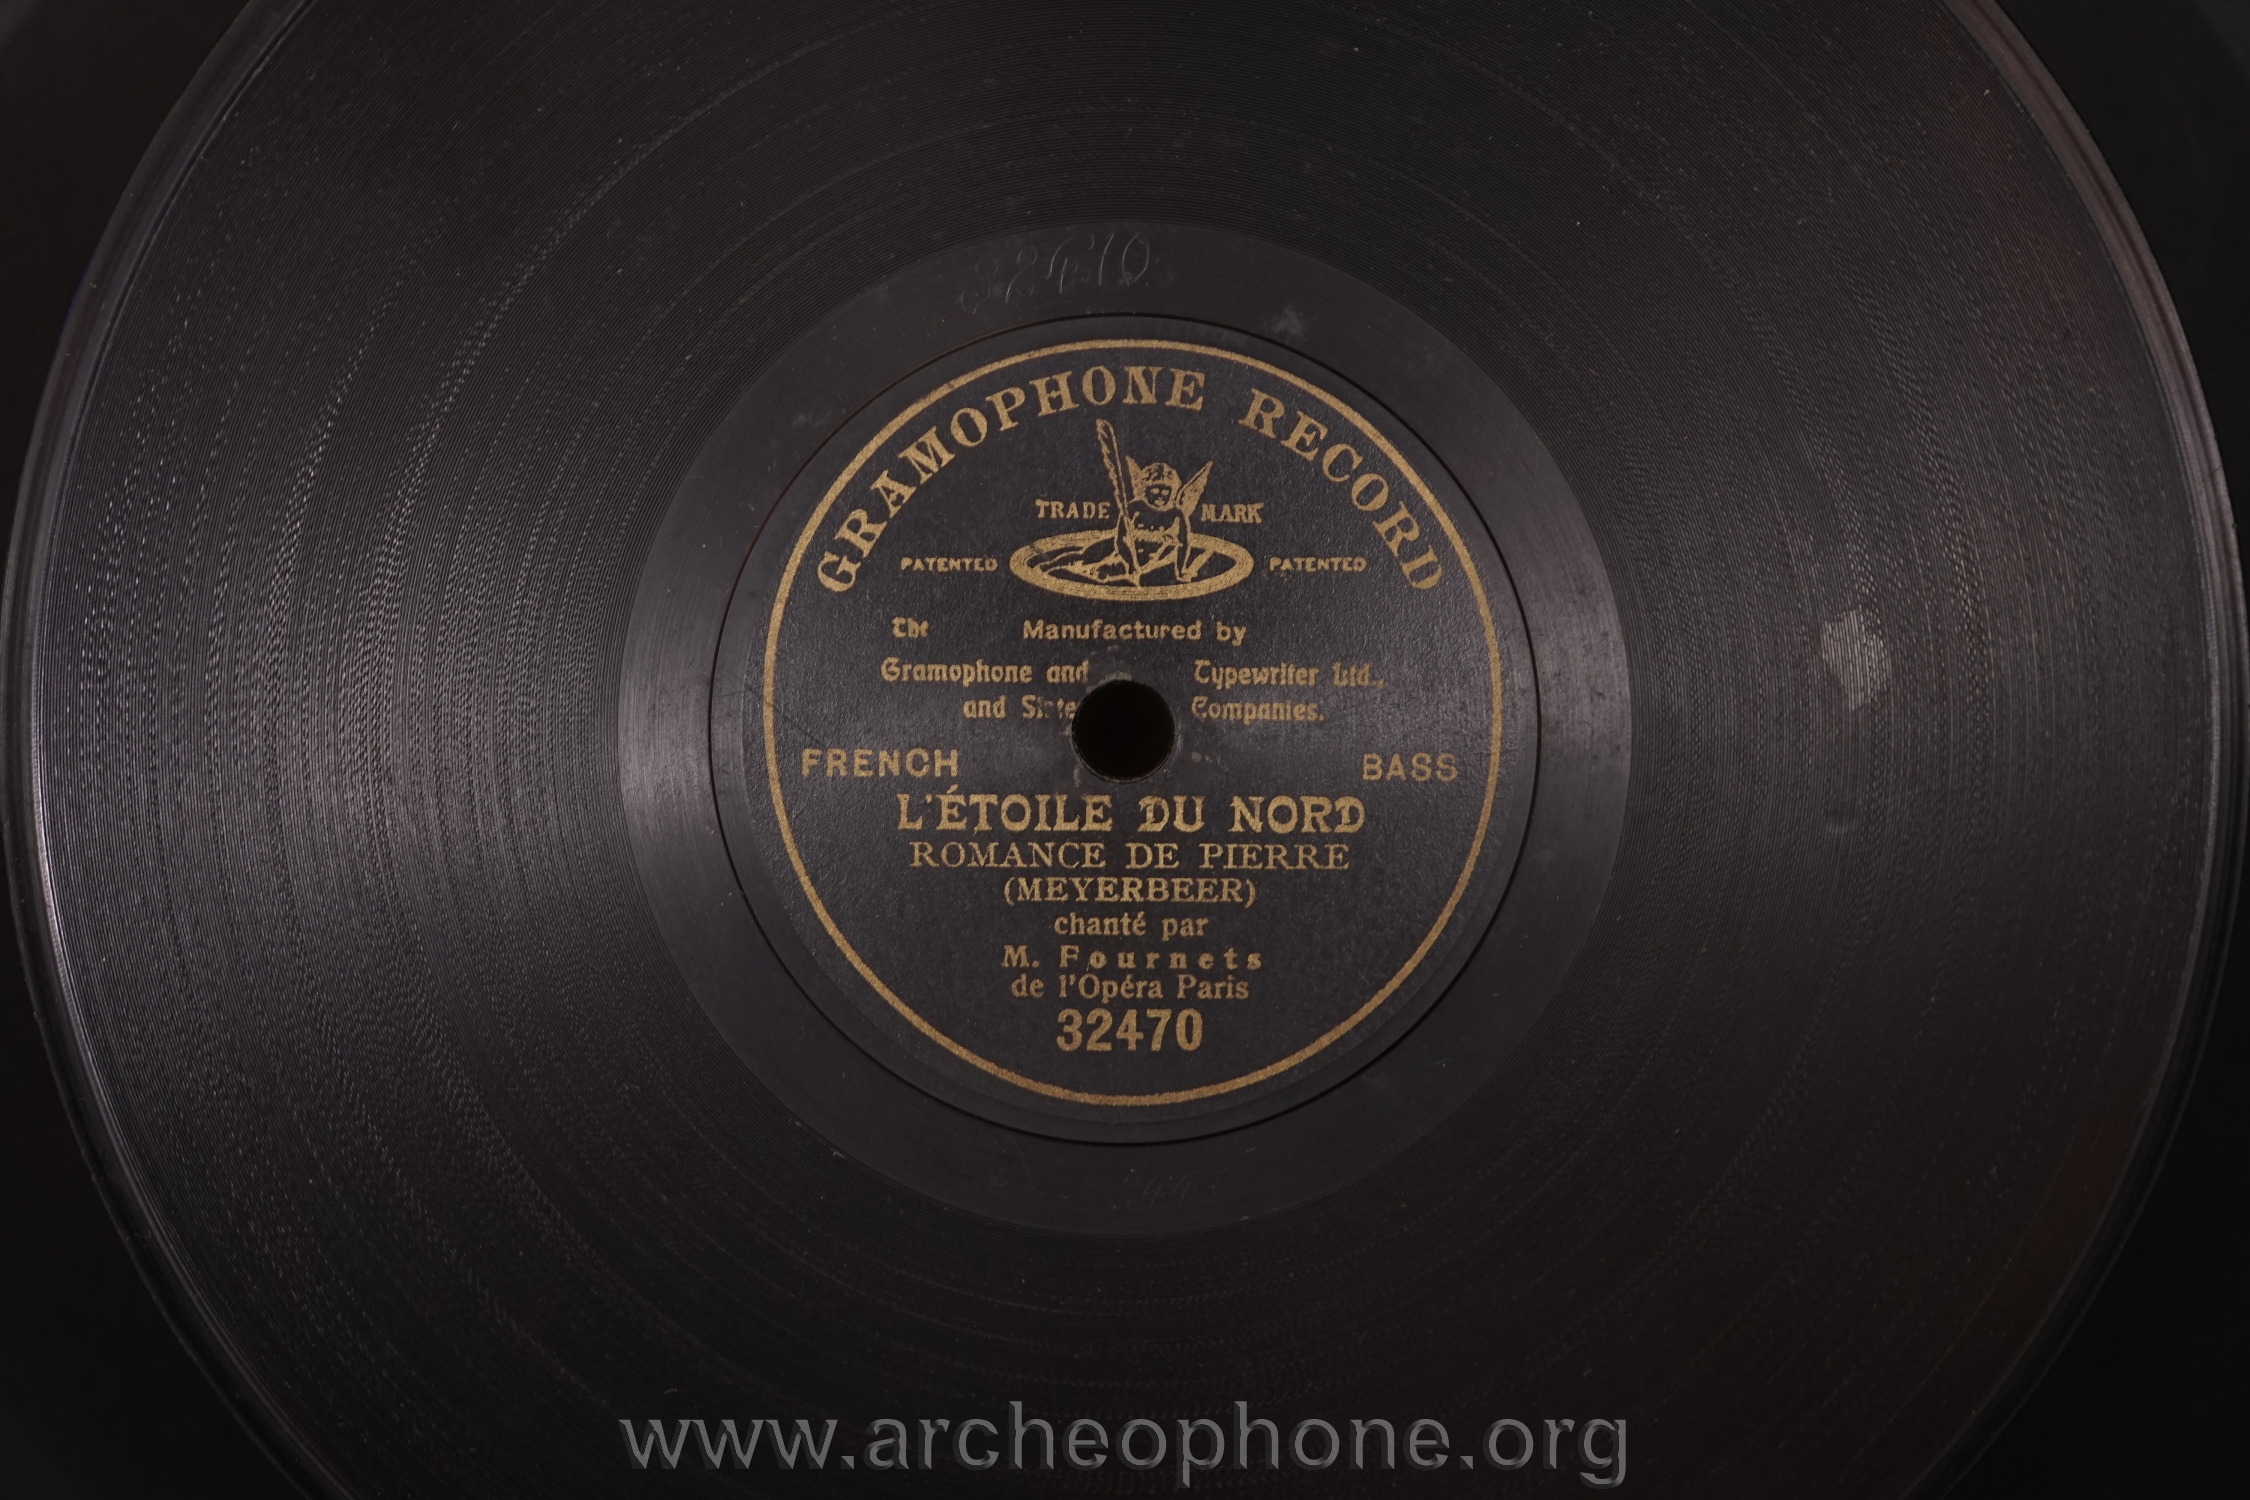 32470
GRAMOPHONE RECORD
TRADE MARK
PATENTED PATENTED
The Manufactured by
Gramophone and Typewriter Ltd.,
and Siste Companies.
FRENCH BASS
L'ÉTOILE DU NORD
ROMANCE DE PIERRE
(MEYERBEER)
chanté par
M. Fournets
de l'Opéra Paris
32470
www.archeophone.org